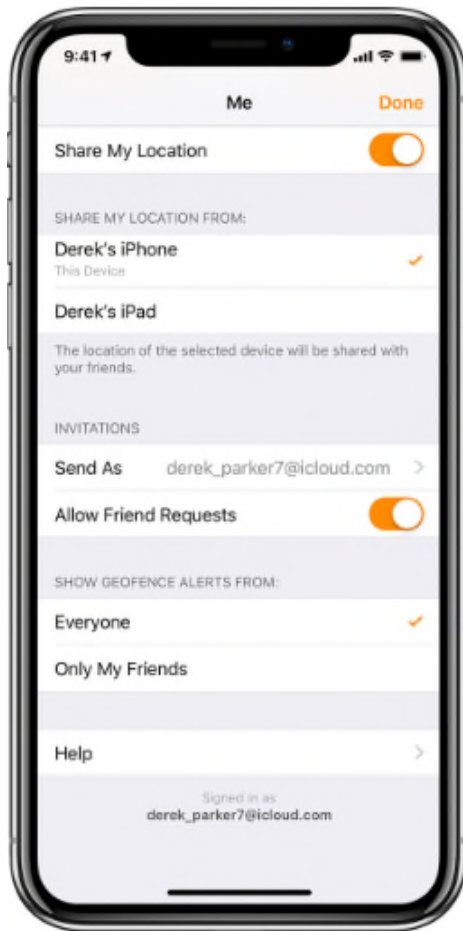 9:41
Me
Done
Share My Location
SHARE MY LOCATION FROM:
Derek's iPhone
This Device
Derek's iPad
The location of the selected device will be shared with
your friends.
INVITATIONS
Send As derek_parker7@icloud.com
Allow Friend Requests
SHOW GEOFENCE ALERTS FROM:
Everyone
Only My Friends
Help
Signed in as
derek_parker7@icloud.com